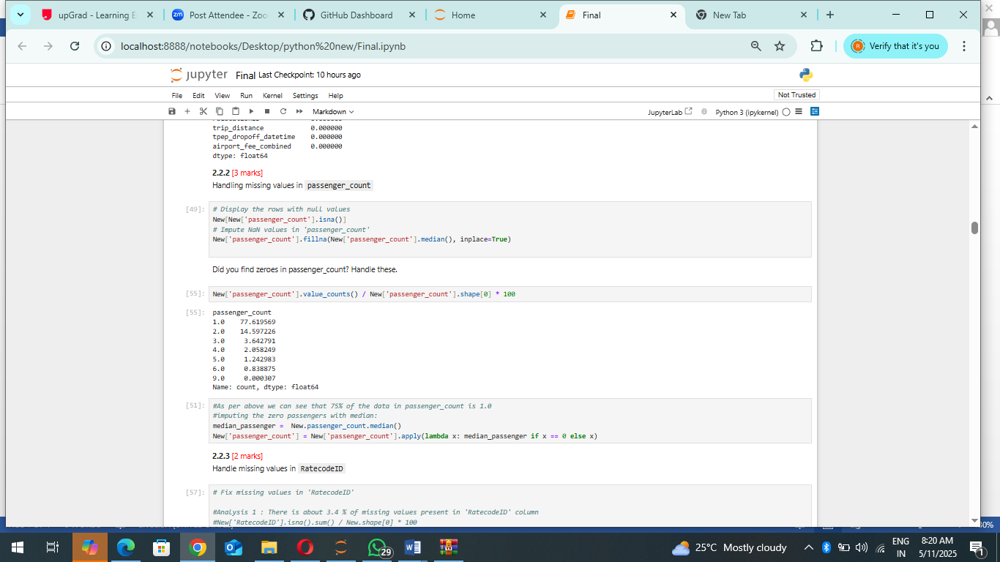 upGrad - Learning E
Post Attendee - Zoo
GitHub Dashboard
Home
Final
New Tab
localhost:8888/notebooks/Desktop/python%20new/Final.ipynb
Verify that it's you
jupyter Final Last Checkpoint: 10 hours ago
File Edit View Run Kernel Settings Help
Not Trusted
Markdown
JupyterLab
Python 3 (ipykernel)
trip_distance 0.000000
tpep_dropoff_datetime 0.000000
airport_fee_combined 0.000000
dtype: float64
2.2.2 [3 marks]
Handling missing values in passenger_count
[49]: # Display the rows with null values
New[New['passenger_count'].isna()]
# Impute NaN values in 'passenger_count'
New['passenger_count'].fillna(New['passenger_count'].median(), inplace=True)
Did you find zeroes in passenger_count? Handle these.
[55]: New['passenger_count'].value_counts() / New['passenger_count'].shape[0] * 100
[55]: passenger_count
1.0 77.619569
2.0 14.597226
3.0 3.642791
4.0 2.058249
5.0 1.242983
6.0 0.838875
9.0 0.000307
Name: count, dtype: float64
[51]: #As per above we can see that 75% of the data in passenger_count is 1.0
#imputing the zero passengers with median:
median_passenger = New.passenger_count.median()
New['passenger_count'] = New['passenger_count'].apply(lambda x: median_passenger if x == 0 else x)
2.2.3 [2 marks]
Handle missing values in RatecodeID
[57]: # Fix missing values in 'RatecodeID'
#Analysis 1 : There is about 3.4 % of missing values present in 'RatecodeID' column
#New['RatecodeID'].isna().sum() / New.shape[0] * 100
29
25°C Mostly cloudy
ENG
IN
8:20 AM
5/11/2025
1